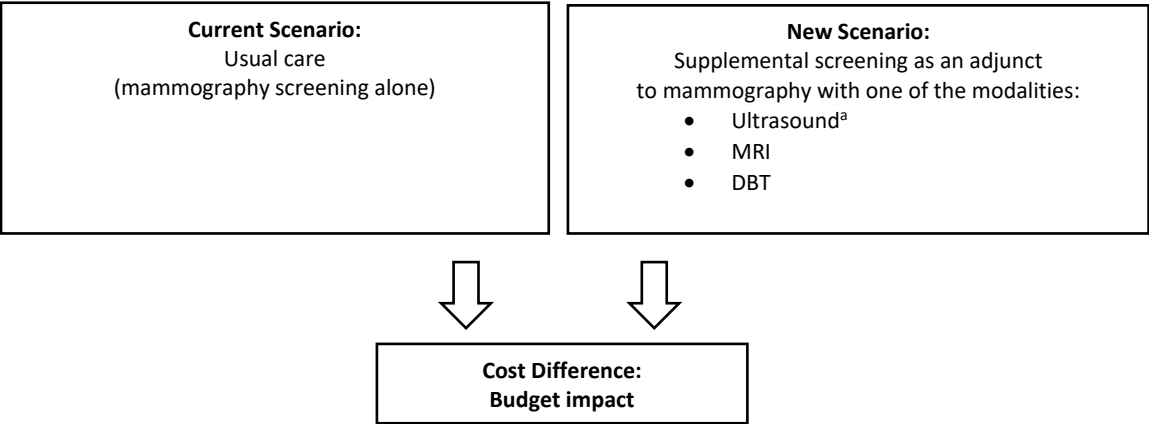 Current Scenario:
Usual care
(mammography screening alone)
New Scenario:
Supplemental screening as an adjunct
to mammography with one of the modalities:
• Ultrasoundᵃ
• MRI
• DBT
Cost Difference:
Budget impact